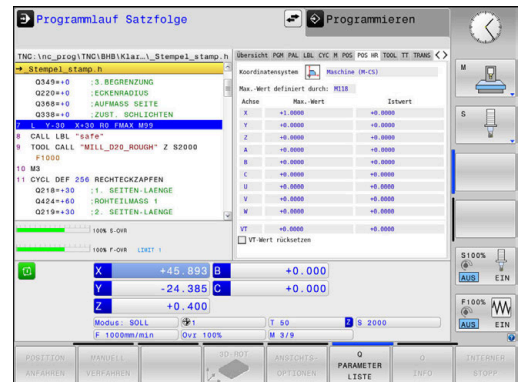 Programmlauf Satzfolge
Programmieren
TNC:\nc_prog\TNC\BHB\Klar…\_Stempel_stamp.h
→_Stempel_stamp.h
Q349=+0 ;3.BEGRENZUNG
Q220=+0 ;ECKENRADIUS
Q368=+0 ;AUFMASS SEITE
Q338=+0 ;ZUST. SCHLICHTEN
7 L Y-30 X+30 R0 FMAX M99
8 CALL LBL "safe"
9 TOOL CALL "MILL_D20_ROUGH" Z S2000
F1000
10 M3
11 CYCL DEF 256 RECHTECKZAPFEN
Q218=+30 ;1. SEITEN-LAENGE
Q424=+60 ;ROHTEILMASS 1
Q219=+30 ;2. SEITEN-LAENGE
100% S-OVR
100% F-OVR LIMIT 1
Übersicht PGM PAL LBL CYC M POS POS HR TOOL TT TRANS
Koordinatensystem Maschine (M-CS)
Max.-Wert definiert durch: M118
Achse Max.-Wert Istwert
X +1.0000 +0.0000
Y +0.0000 +0.0000
Z +0.0000 +0.0000
A +0.0000 +0.0000
B +0.0000 +0.0000
C +0.0000 +0.0000
U +0.0000 +0.0000
V +0.0000 +0.0000
W +0.0000 +0.0000
VT +0.0000 +0.0000
VT-Wert rücksetzen
X +45.893 B +0.000
Y -24.385 C +0.000
Z +0.400
Modus: SOLL 1 T 50 Z S 2000
F 1000mm/min Ovr 100% M 3/9
M
S
S100%
AUS EIN
F100%
AUS EIN
POSITION ANFAHREN
MANUELL VERFAHREN
3D ROT
ANSICHTS-OPTIONEN
Q PARAMETER LISTE
Q INFO
INTERNER STOPP